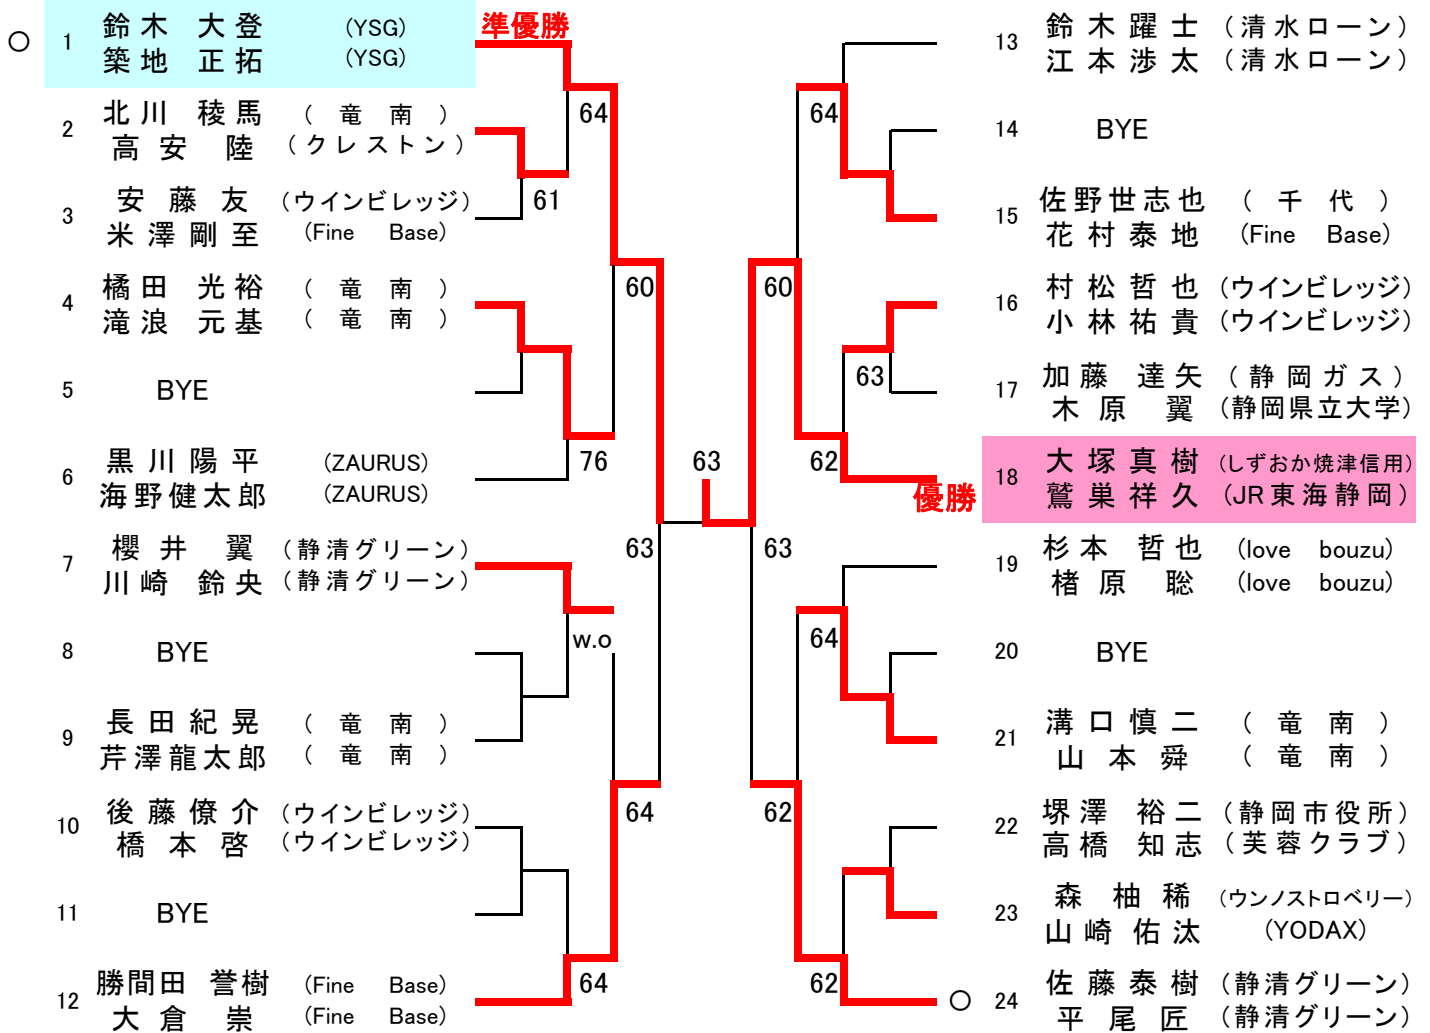 ○ 1 鈴木 大登 (YSG) 準優勝
築地 正拓 (YSG)
64
2 北川 稜馬 (竜南)
高安 陸 (クレストン)
61
3 安藤友 (ウインビレッジ)
米澤剛至 (Fine Base)
60
4 橘田 光裕 (竜南)
滝浪 元基 (竜南)
5 BYE
6 黒川陽平 (ZAURUS)
海野健太郎 (ZAURUS)
76
63
7 櫻井 翼 (静清グリーン)
川崎 鈴央 (静清グリーン)
63
8 BYE
w.o
9 長田紀晃 (竜南)
芹澤龍太郎 (竜南)
10 後藤僚介 (ウインビレッジ)
橋本啓 (ウインビレッジ)
64
11 BYE
12 勝間田 誉樹 (Fine Base)
大倉崇 (Fine Base)
64
13 鈴木躍士 (清水ローン)
江本渉太 (清水ローン)
64
14 BYE
15 佐野世志也 (千代)
花村泰地 (Fine Base)
60
16 村松哲也 (ウインビレッジ)
小林祐貴 (ウインビレッジ)
63
17 加藤 達矢 (静岡ガス)
木原 翼 (静岡県立大学)
62
優勝 18 大塚真樹 (しずおか焼津信用)
鷲巣祥久 (JR東海静岡)
63
19 杉本 哲也 (love bouzu)
楮原 聡 (love bouzu)
64
20 BYE
21 溝口慎二 (竜南)
山本舜 (竜南)
62
22 堺澤 裕二 (静岡市役所)
高橋 知志 (芙蓉クラブ)
23 森 柚稀 (ウンノストロベリー)
山崎佑汰 (YODAX)
62
○ 24 佐藤泰樹 (静清グリーン)
平尾匠 (静清グリーン)